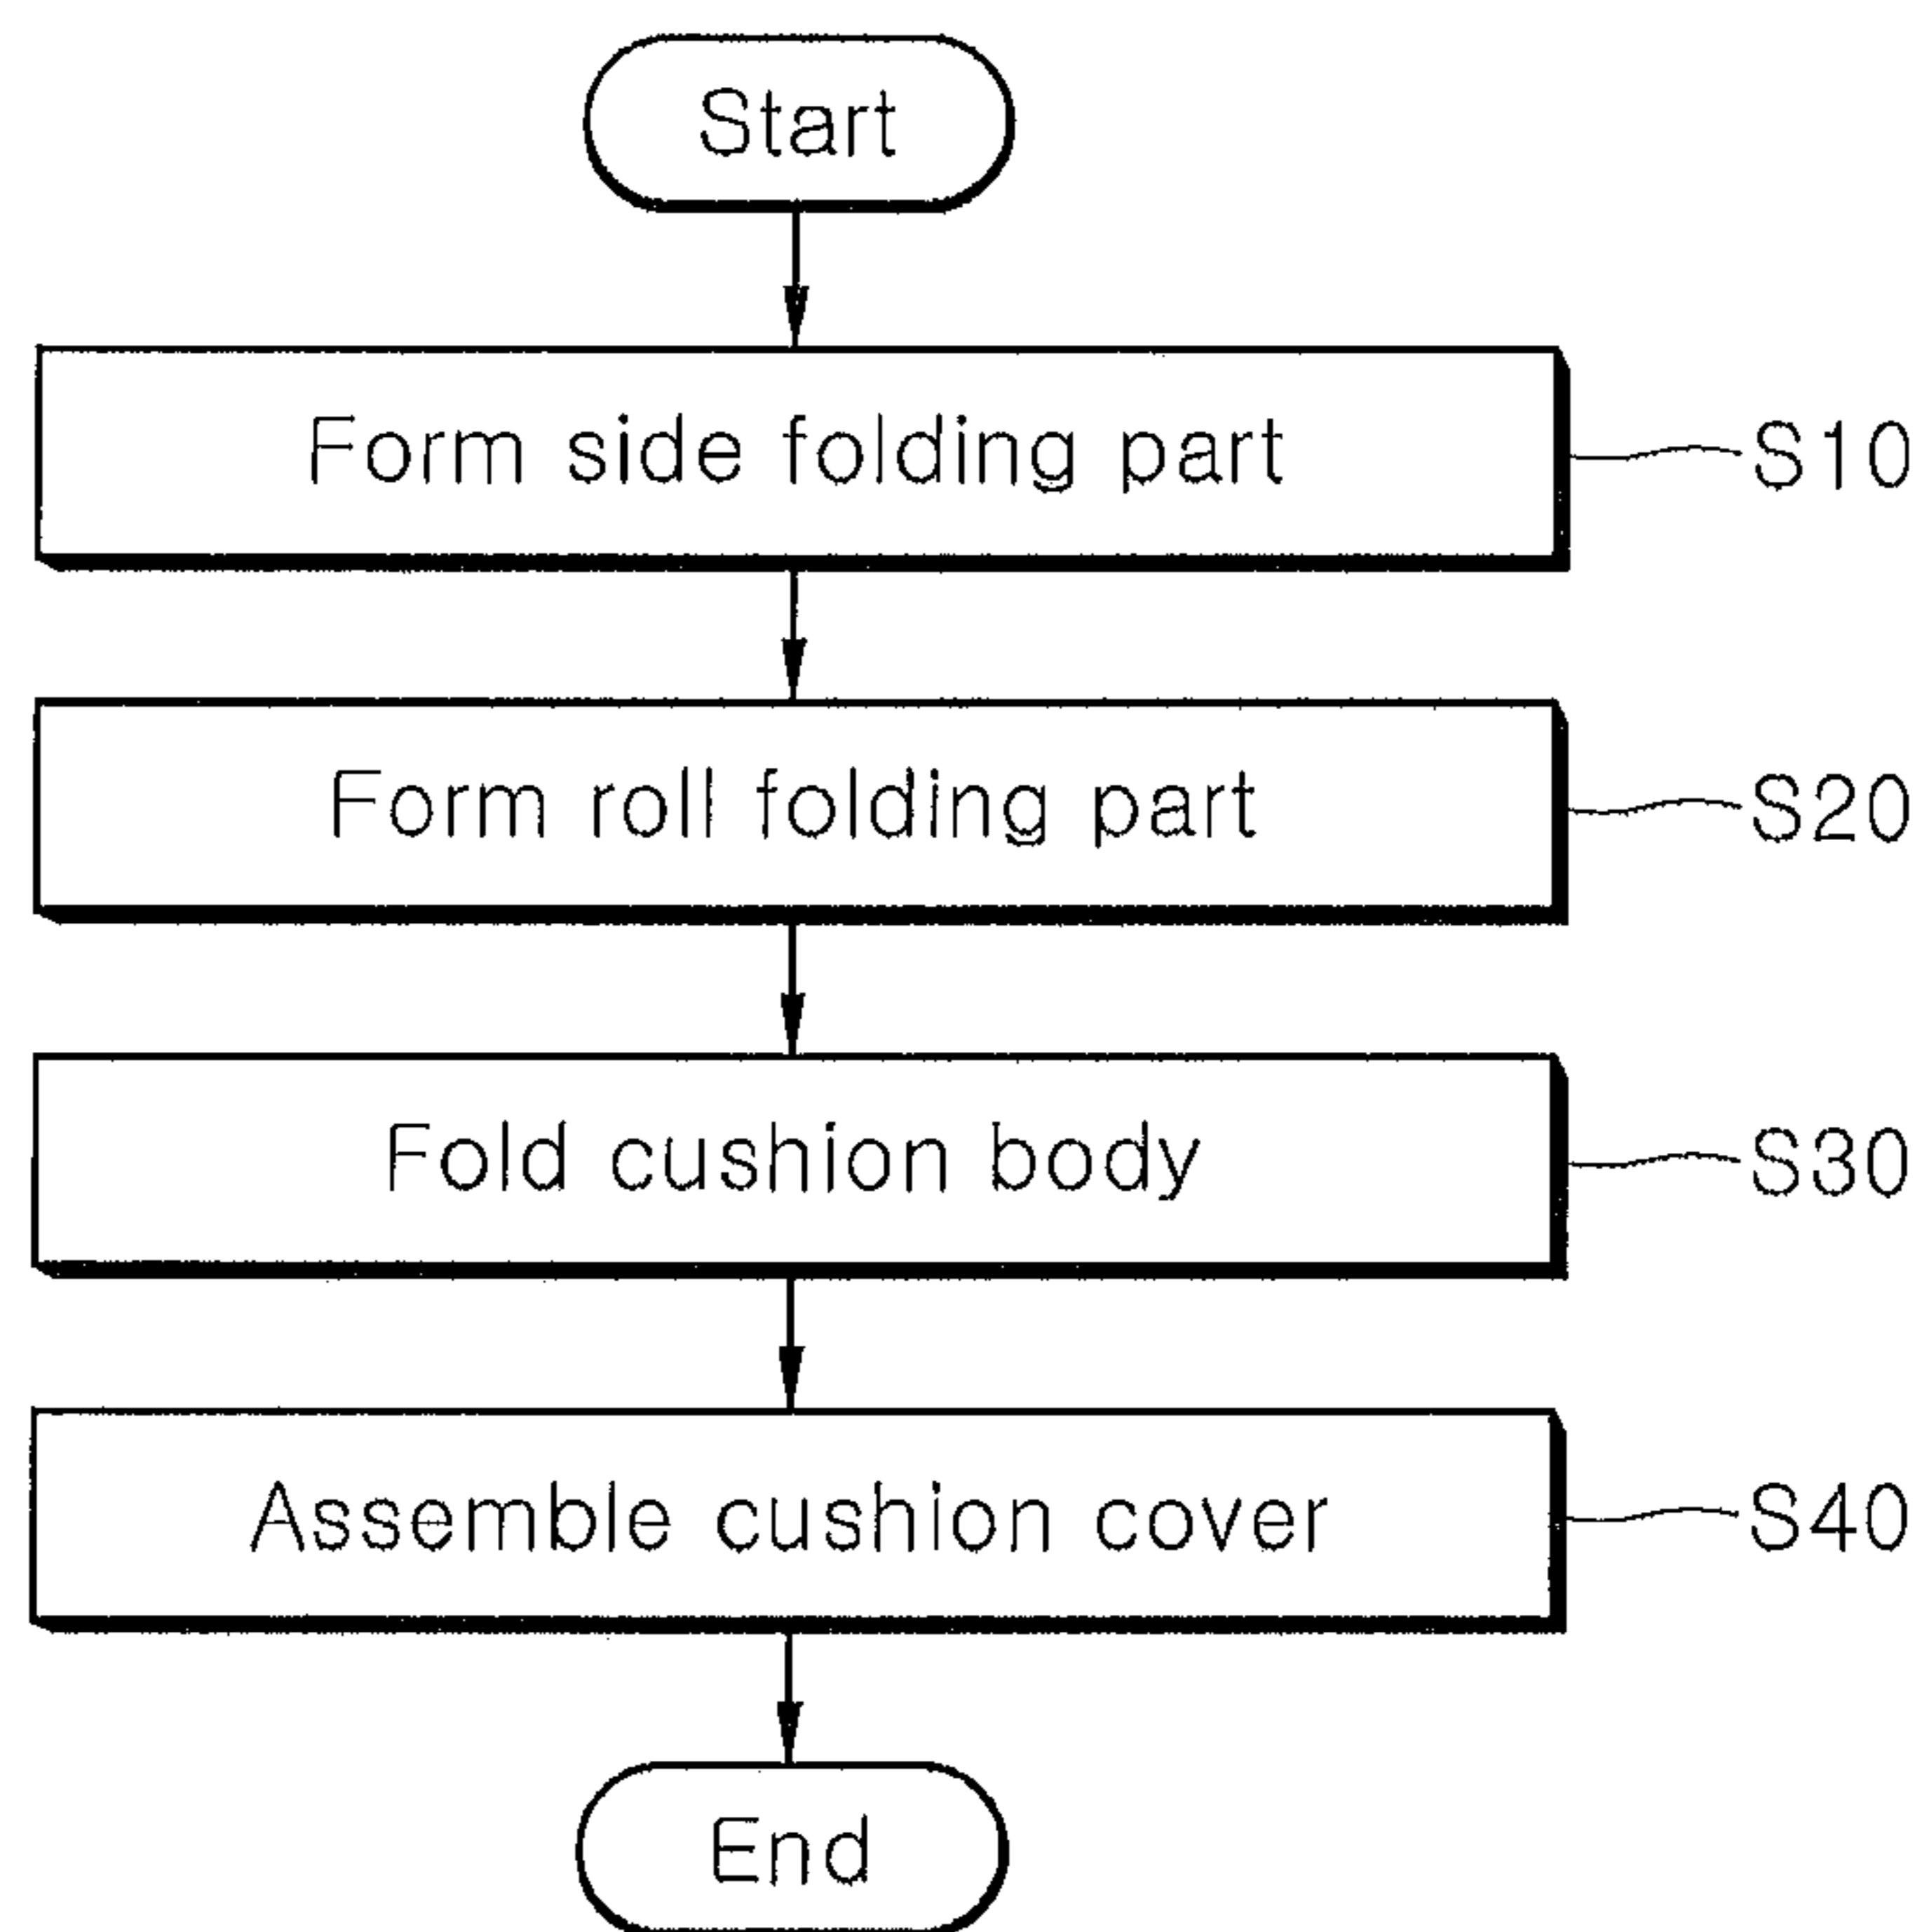 Start
Form side folding part
S10
Form roll folding part
S20
Fold cushion body
S30
Assemble cushion cover
S40
End